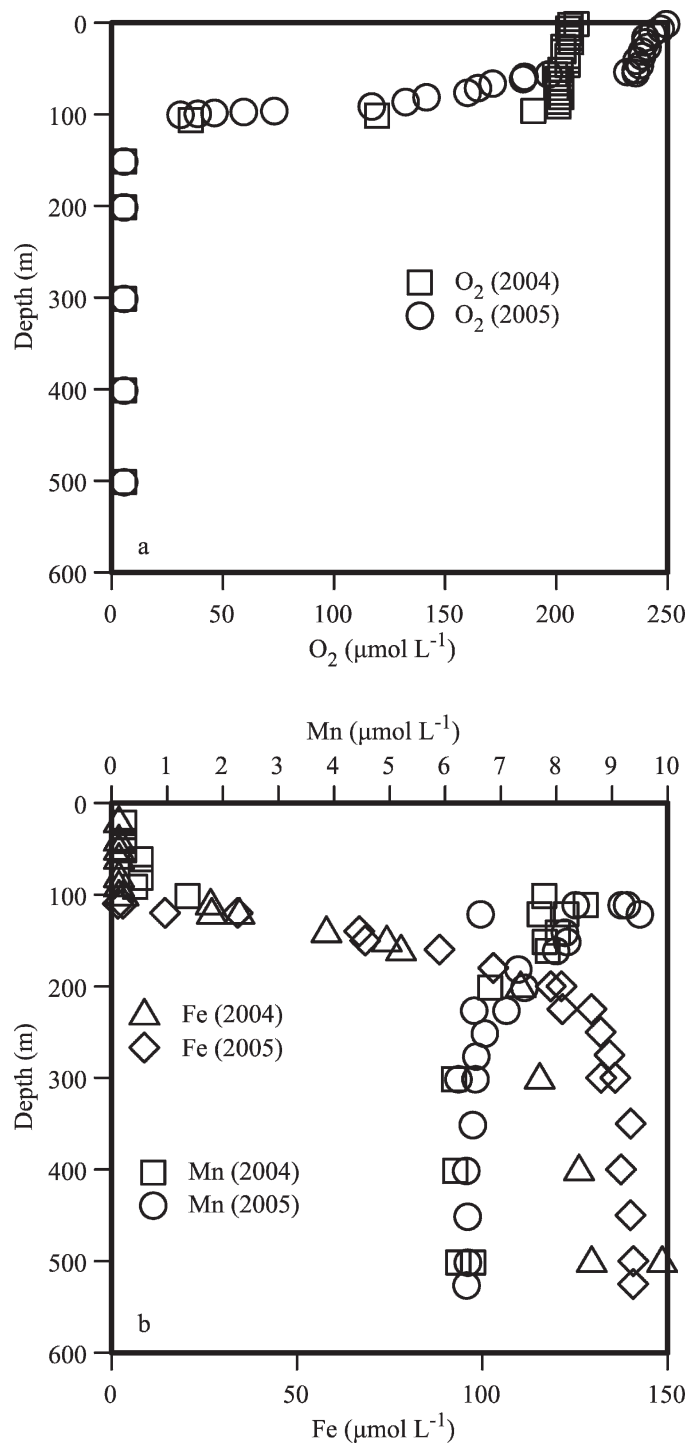 0
100
200
300
400
500
600
Depth (m)
O2 (2004)
O2 (2005)
a
0 50 100 150 200 250
O2 (μmol L-1)
Mn (μmol L-1)
0 1 2 3 4 5 6 7 8 9 10
0
100
200
300
400
500
600
Depth (m)
Fe (2004)
Fe (2005)
Mn (2004)
Mn (2005)
b
0 50 100 150
Fe (μmol L-1)